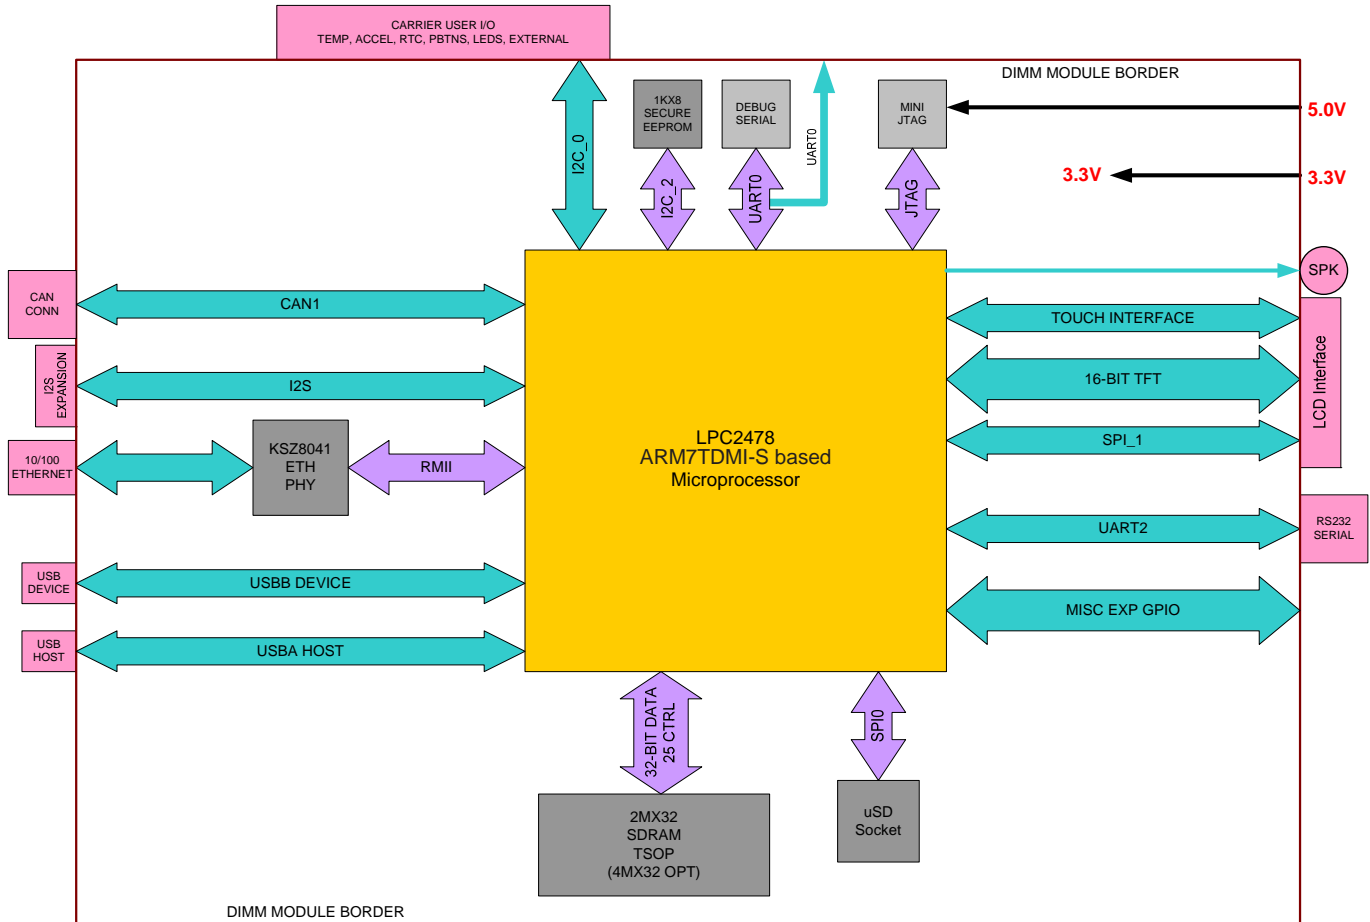 CARRIER USER I/O
TEMP, ACCEL, RTC, PBTNS, LEDS, EXTERNAL
DIMM MODULE BORDER
1KX8
SECURE
EEPROM
DEBUG
SERIAL
MINI
JTAG
5.0V
3.3V
3.3V
I2C_0
I2C_2
UART0
UART0
JTAG
SPK
CAN
CONN
CAN1
TOUCH INTERFACE
I2S
EXPANSION
I2S
16-BIT TFT
LCD Interface
SPI_1
10/100
ETHERNET
KSZ8041
ETH
PHY
RMII
LPC2478
ARM7TDMI-S based
Microprocessor
UART2
RS232
SERIAL
USB
DEVICE
USBB DEVICE
MISC EXP GPIO
USB
HOST
USBA HOST
32-BIT DATA
25 CTRL
SPI0
2MX32
SDRAM
TSOP
(4MX32 OPT)
uSD
Socket
DIMM MODULE BORDER